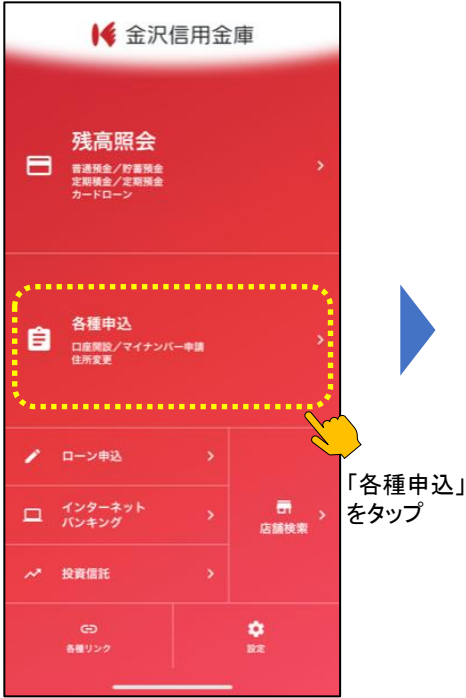 金沢信用金庫
残高照会
普通預金／貯蓄預金
定期積金／定期預金
カードローン
各種申込
口座開設／マイナンバー申請
住所変更
ローン申込
インターネット
バンキング
投資信託
店舗検索
各種リンク
設定
「各種申込」
をタップ